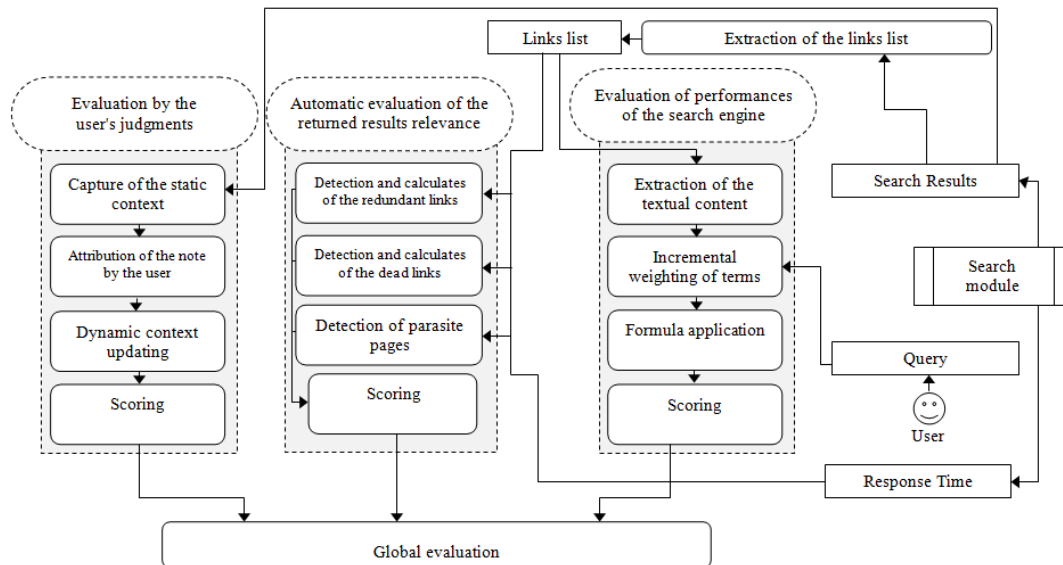 Links list
Extraction of the links list
Evaluation by the
user's judgments
Automatic evaluation of the
returned results relevance
Evaluation of performances
of the search engine
Capture of the static
context
Attribution of the note
by the user
Dynamic context
updating
Scoring
Detection and calculates
of the redundant links
Detection and calculates
of the dead links
Detection of parasite
pages
Scoring
Extraction of the
textual content
Incremental
weighting of terms
Formula application
Scoring
Search Results
Search
module
Query
User
Response Time
Global evaluation